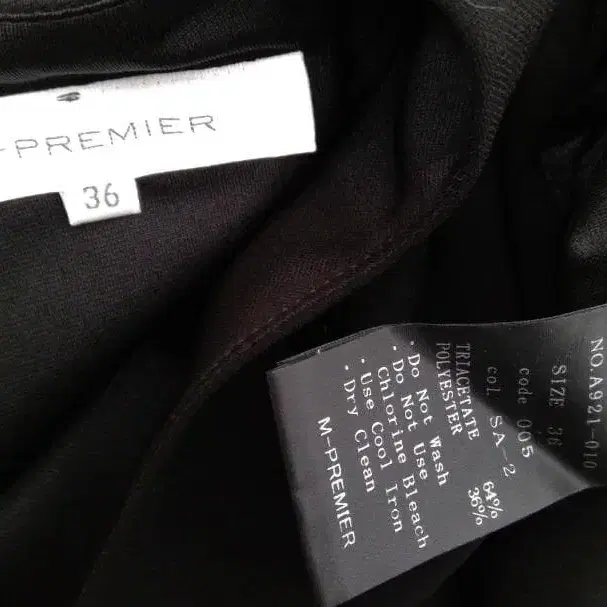 -PREMIER
36
NO.A921-010
SIZE 36
code 005
col. SA-2
TRIACETATE 64%
POLYESTER 36%
・Do Not Wash
・Do Not Use
Chlorine Bleach
・Use Cool Iron
・Dry Clean
M-PREMIER